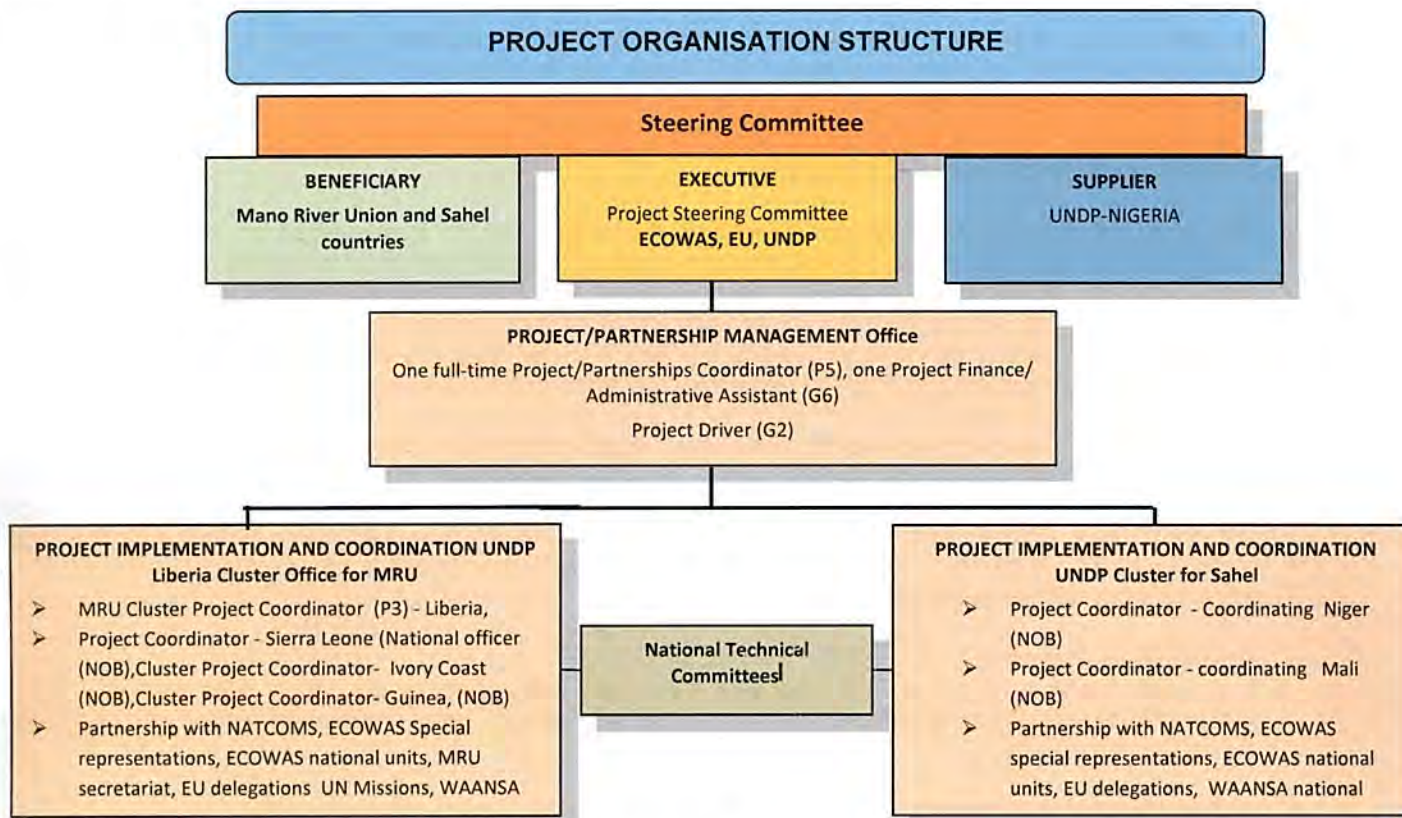 PROJECT ORGANISATION STRUCTURE
Steering Committee
BENEFICIARY
Mano River Union and Sahel
countries
EXECUTIVE
Project Steering Committee
ECOWAS, EU, UNDP
SUPPLIER
UNDP-NIGERIA
PROJECT/PARTNERSHIP MANAGEMENT Office
One full-time Project/Partnerships Coordinator (P5), one Project Finance/
Administrative Assistant (G6)
Project Driver (G2)
PROJECT IMPLEMENTATION AND COORDINATION UNDP
Liberia Cluster Office for MRU
➢ MRU Cluster Project Coordinator (P3) - Liberia,
➢ Project Coordinator - Sierra Leone (National officer
(NOB),Cluster Project Coordinator- Ivory Coast
(NOB),Cluster Project Coordinator- Guinea, (NOB)
➢ Partnership with NATCOMS, ECOWAS Special
representations, ECOWAS national units, MRU
secretariat, EU delegations UN Missions, WAANSA
National Technical
Committees
PROJECT IMPLEMENTATION AND COORDINATION
UNDP Cluster for Sahel
➢ Project Coordinator - Coordinating Niger
(NOB)
➢ Project Coordinator - coordinating Mali
(NOB)
➢ Partnership with NATCOMS, ECOWAS
special representations, ECOWAS national
units, EU delegations, WAANSA national